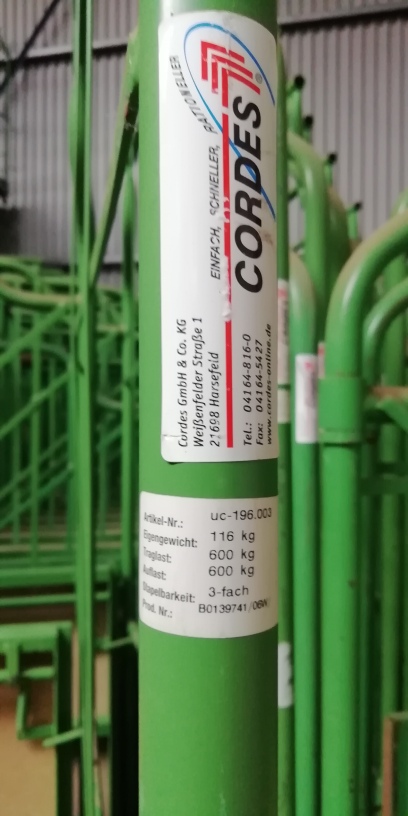 EINFACH, SCHNELLER, RATIONELLER
CORDES®
Cordes GmbH & Co. KG
Weißenfelder Straße 1
21698 Harsefeld
Tel.: 04164-816-0
Fax: 04164-5427
www.cordes-online.de
Artikel-Nr.: uc-196.003
Eigengewicht: 116 kg
Traglast: 600 kg
Auflast: 600 kg
Stapelbarkeit: 3-fach
Prod. Nr.: